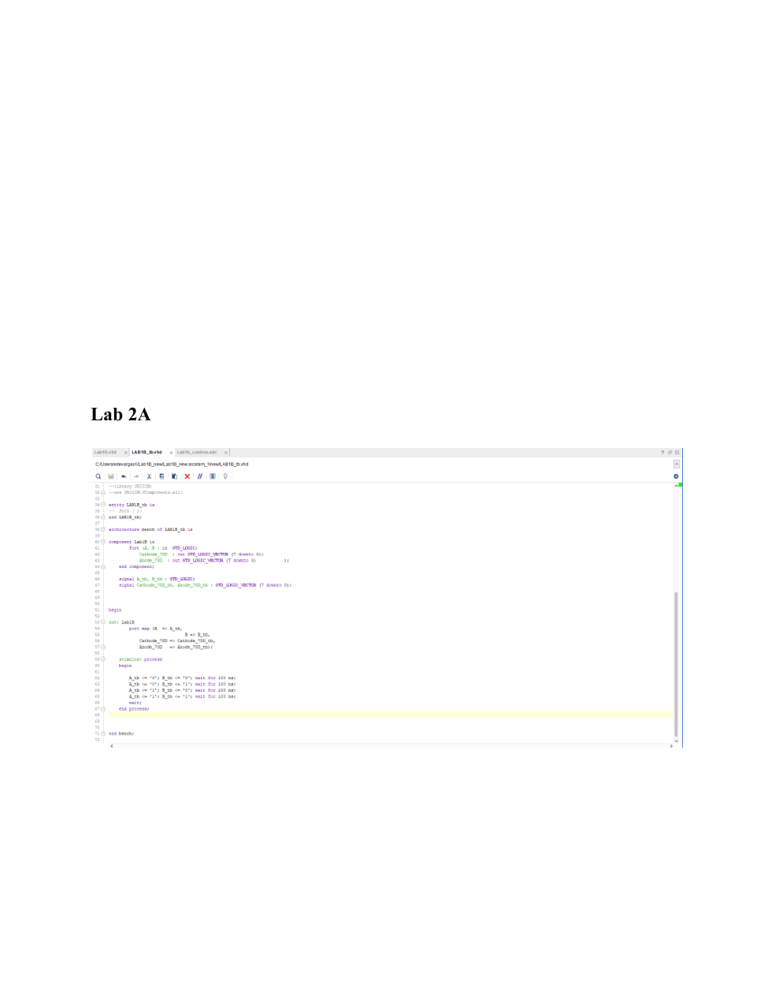 Lab 2A
Lab1B.vhd × LAB1B_tb.vhd × Lab1b_contrnx.xdc ×
C:/Users/edevargas1/Lab1B_new/Lab1B_new.srcs/sim_1/new/LAB1B_tb.vhd
31 --library UNISIM;
32 --use UNISIM.VComponents.all;
33
34 entity LAB1B_tb is
35 -- Port ( );
36 end LAB1B_tb;
37
38 architecture bench of LAB1B_tb is
39
40 component Lab1B is
41 Port (A, B : in STD_LOGIC;
42 Cathode_7SD : out STD_LOGIC_VECTOR (7 downto 0);
43 Anode_7SD : out STD_LOGIC_VECTOR (7 downto 0) );
44 end component;
45
46 signal A_tb, B_tb : STD_LOGIC;
47 signal Cathode_7SD_tb, Anode_7SD_tb : STD_LOGIC_VECTOR (7 downto 0);
48
49
50
51 begin
52
53 uut: Lab1B
54 port map (A => A_tb,
55 B => B_tb,
56 Cathode_7SD => Cathode_7SD_tb,
57 Anode_7SD => Anode_7SD_tb);
58
59 stimulus: process
60 begin
61
62 A_tb <= '0'; B_tb <= '0'; wait for 100 ns;
63 A_tb <= '0'; B_tb <= '1'; wait for 100 ns;
64 A_tb <= '1'; B_tb <= '0'; wait for 100 ns;
65 A_tb <= '1'; B_tb <= '1'; wait for 100 ns;
66 wait;
67 end process;
68
69
70
71 end bench;
72